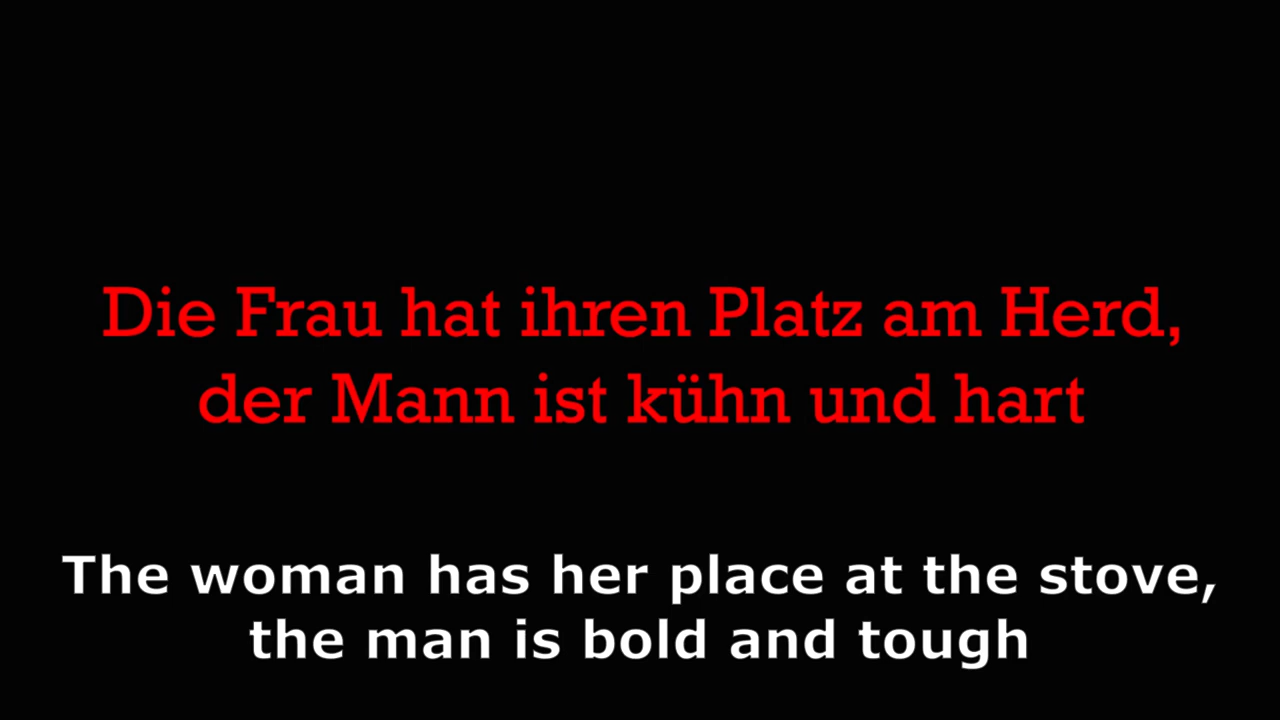 Die Frau hat ihren Platz am Herd,
der Mann ist kühn und hart
The woman has her place at the stove,
the man is bold and tough